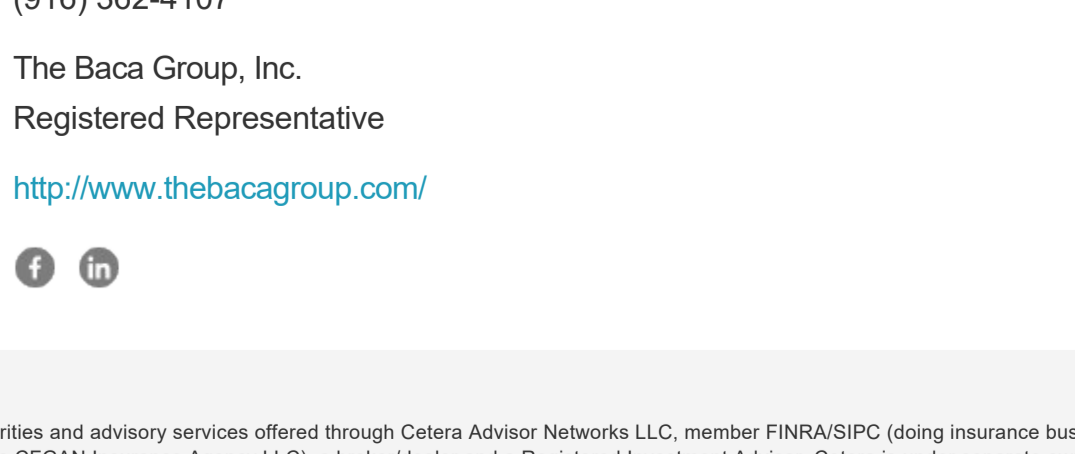 The Baca Group, Inc.
Registered Representative
http://www.thebacagroup.com/
f in
rities and advisory services offered through Cetera Advisor Networks LLC, member FINRA/SIPC (doing insurance bus